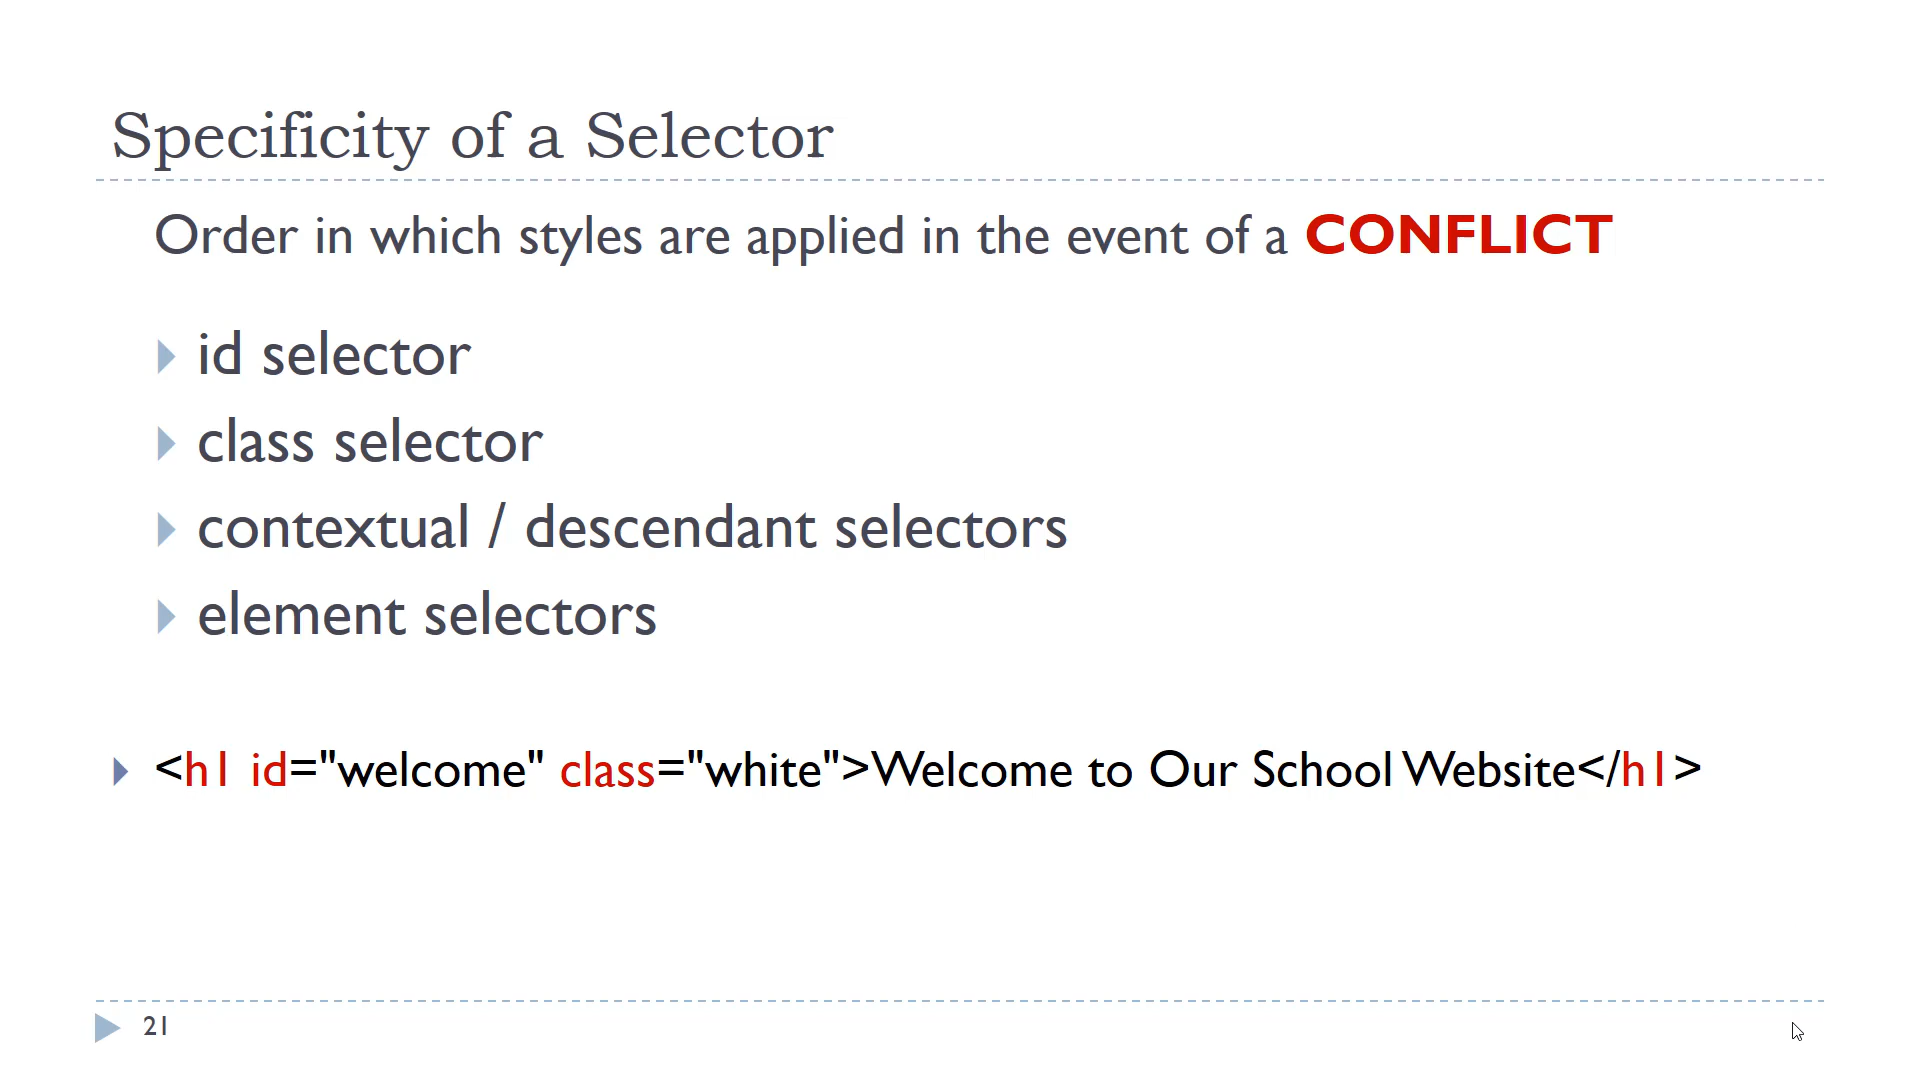 Specificity of a Selector
Order in which styles are applied in the event of a CONFLICT
id selector
class selector
contextual / descendant selectors
element selectors
<h1 id="welcome" class="white">Welcome to Our School Website</h1>
21